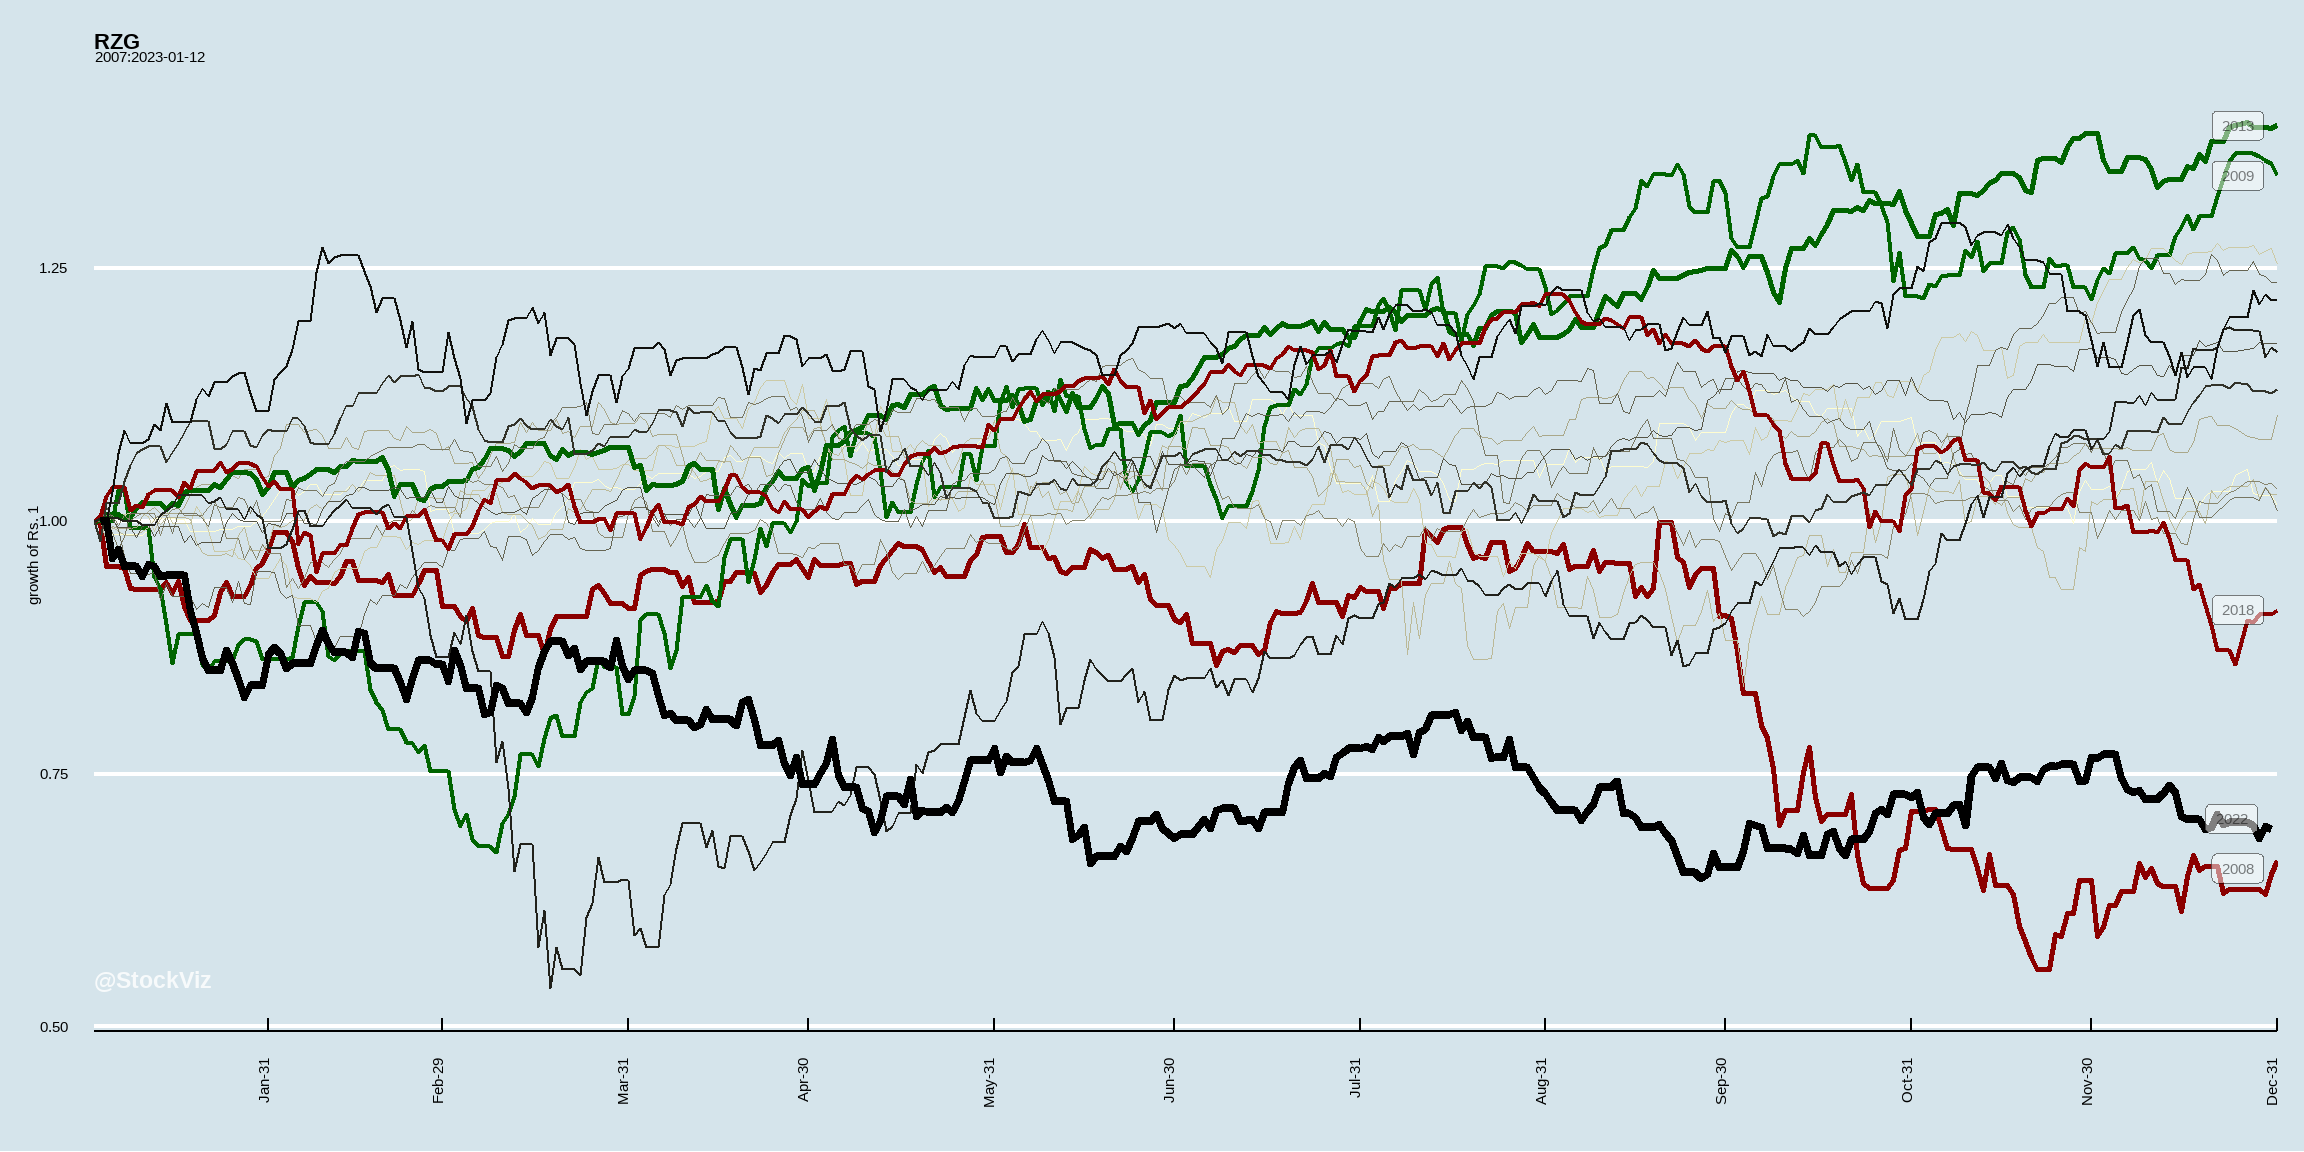 RZG
2007:2023-01-12
2013
2009
1.25
1.00
growth of Rs. 1
2018
0.75
2022
2008
@StockViz
0.50
Jan-31
Feb-29
Mar-31
Apr-30
May-31
Jun-30
Jul-31
Aug-31
Sep-30
Oct-31
Nov-30
Dec-31